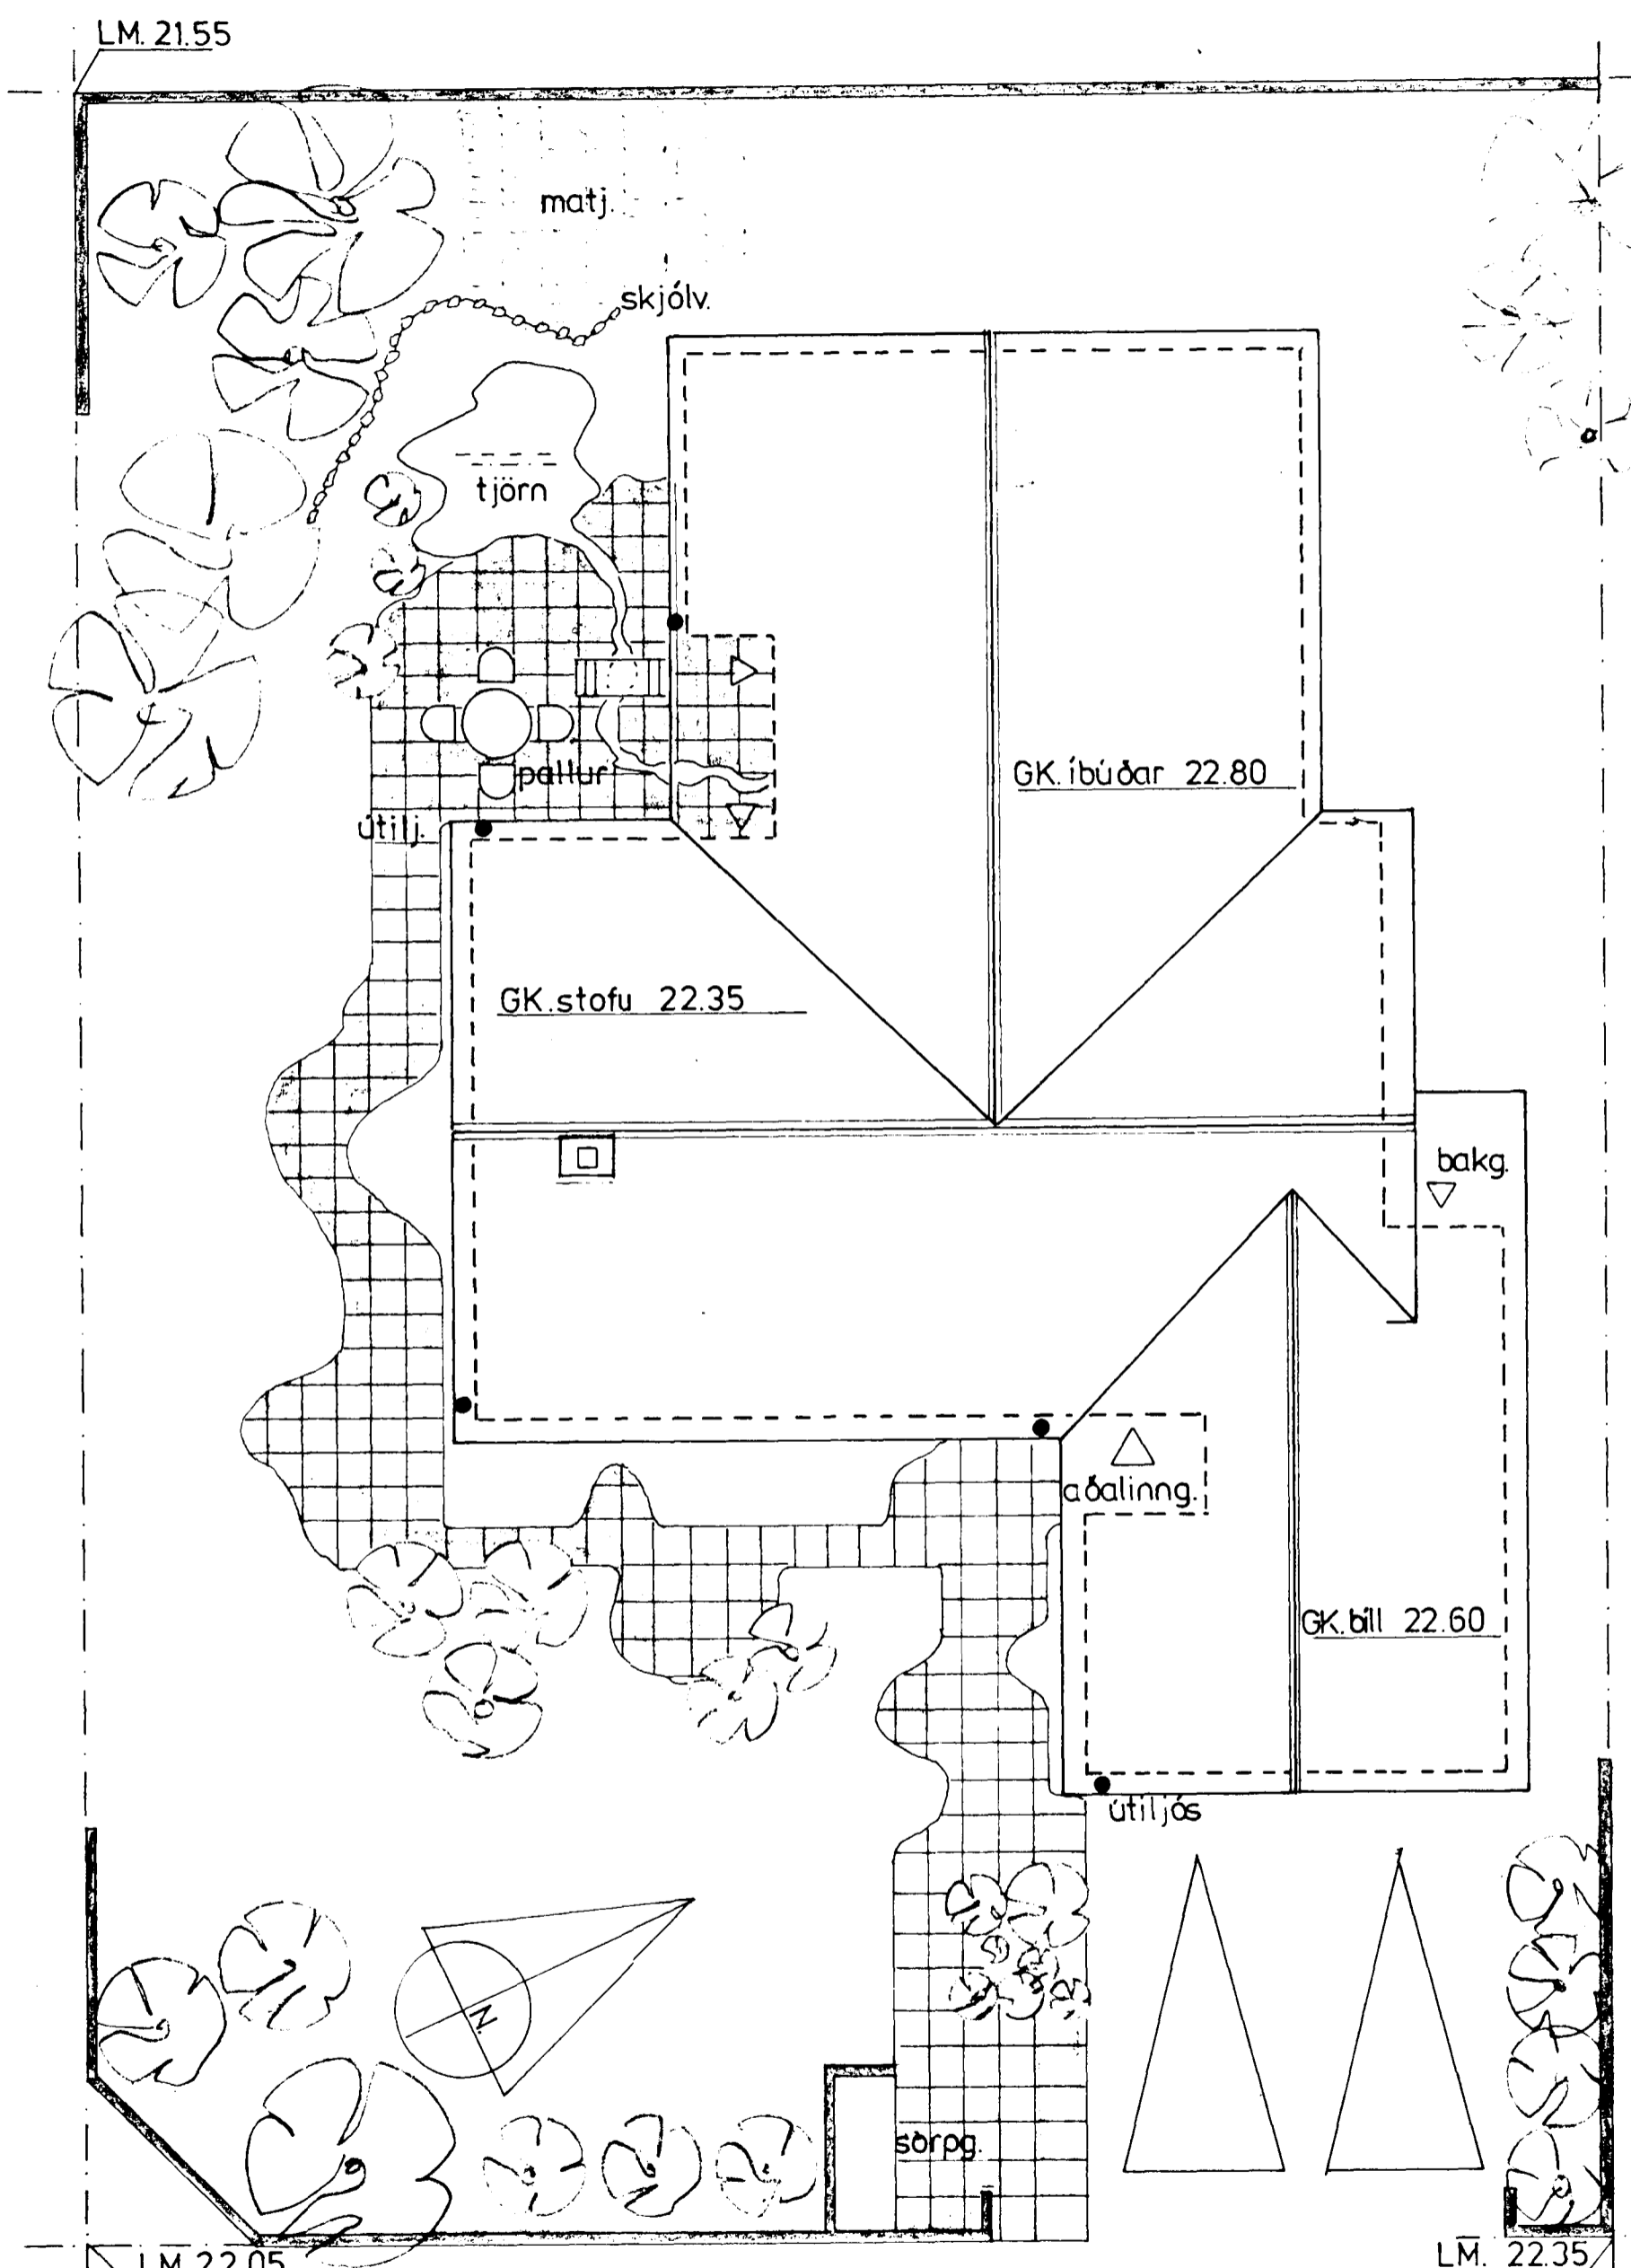 LM. 21.55
matj.
skjólv.
tjörn
GK. íbúðar 22.80
pallur
útilj.
GK. stofu 22.35
bakg.
aðalinng.
GK. bíll 22.60
útiljós
N.
sorpg.
LM 22.05
LM. 22.35